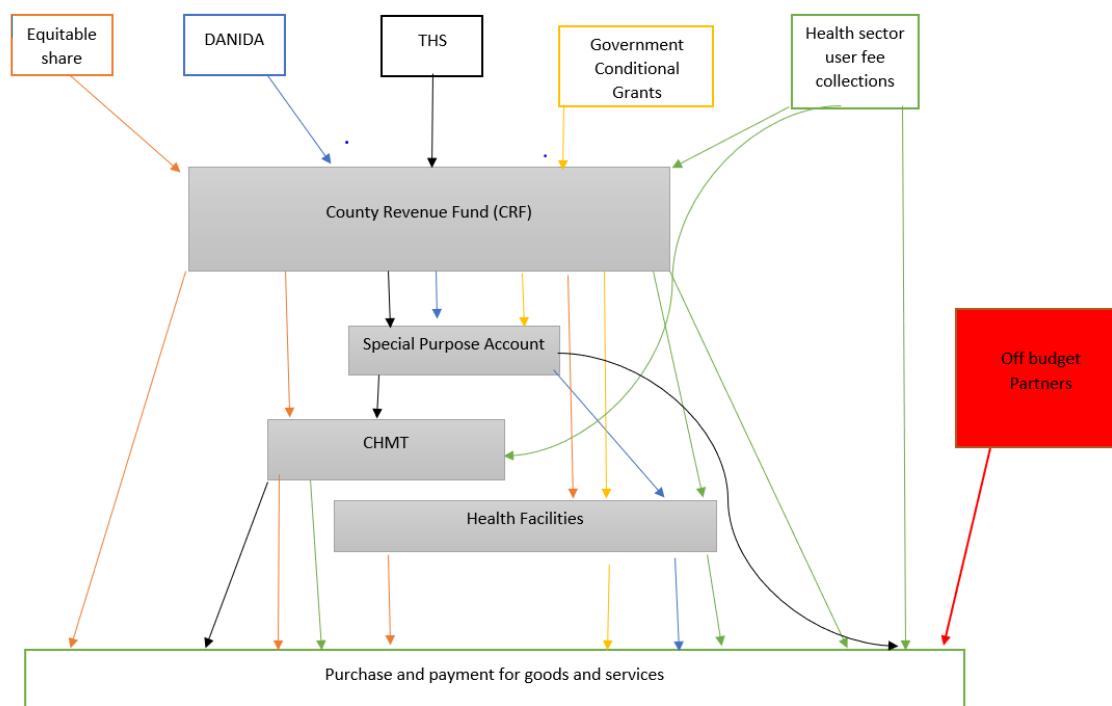 Equitable
share
DANIDA
THS
Government
Conditional
Grants
Health sector
user fee
collections
County Revenue Fund (CRF)
Special Purpose Account
Off budget
Partners
CHMT
Health Facilities
Purchase and payment for goods and services